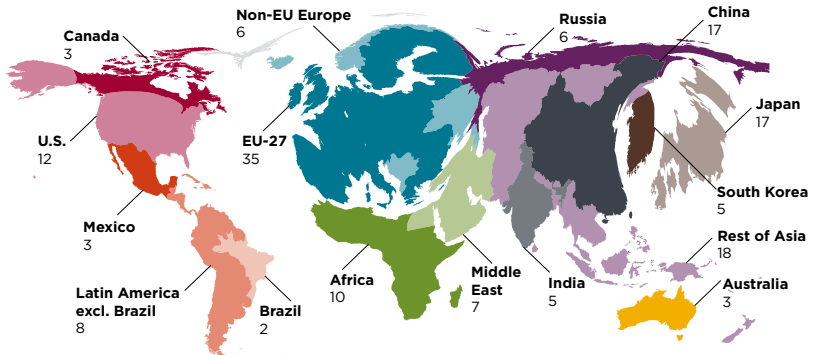 Non-EU Europe
6
Canada
3
Russia
6
China
17
U.S.
12
EU-27
35
Japan
17
South Korea
5
Mexico
3
Rest of Asia
18
Africa
10
Middle
East
7
India
5
Australia
3
Latin America
excl. Brazil
8
Brazil
2